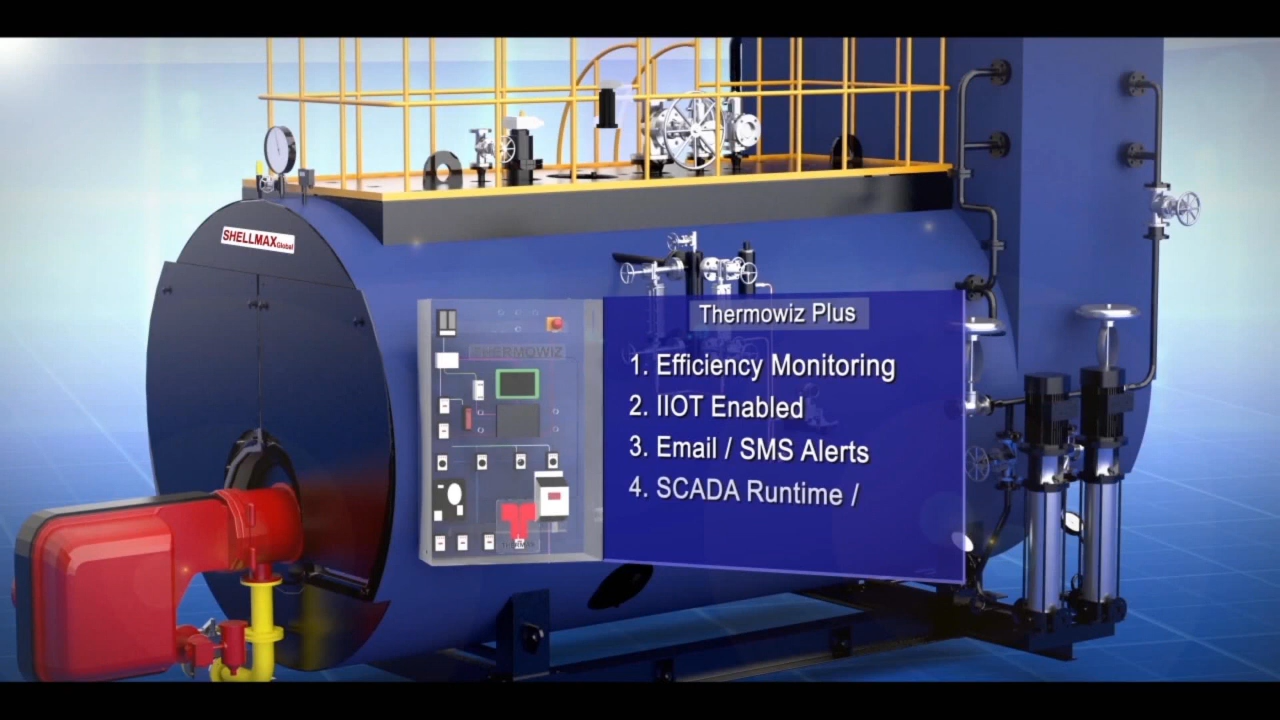 SHELLMAX Global
THERMOWIZ
Thermowiz Plus
1. Efficiency Monitoring
2. IIOT Enabled
3. Email / SMS Alerts
4. SCADA Runtime /